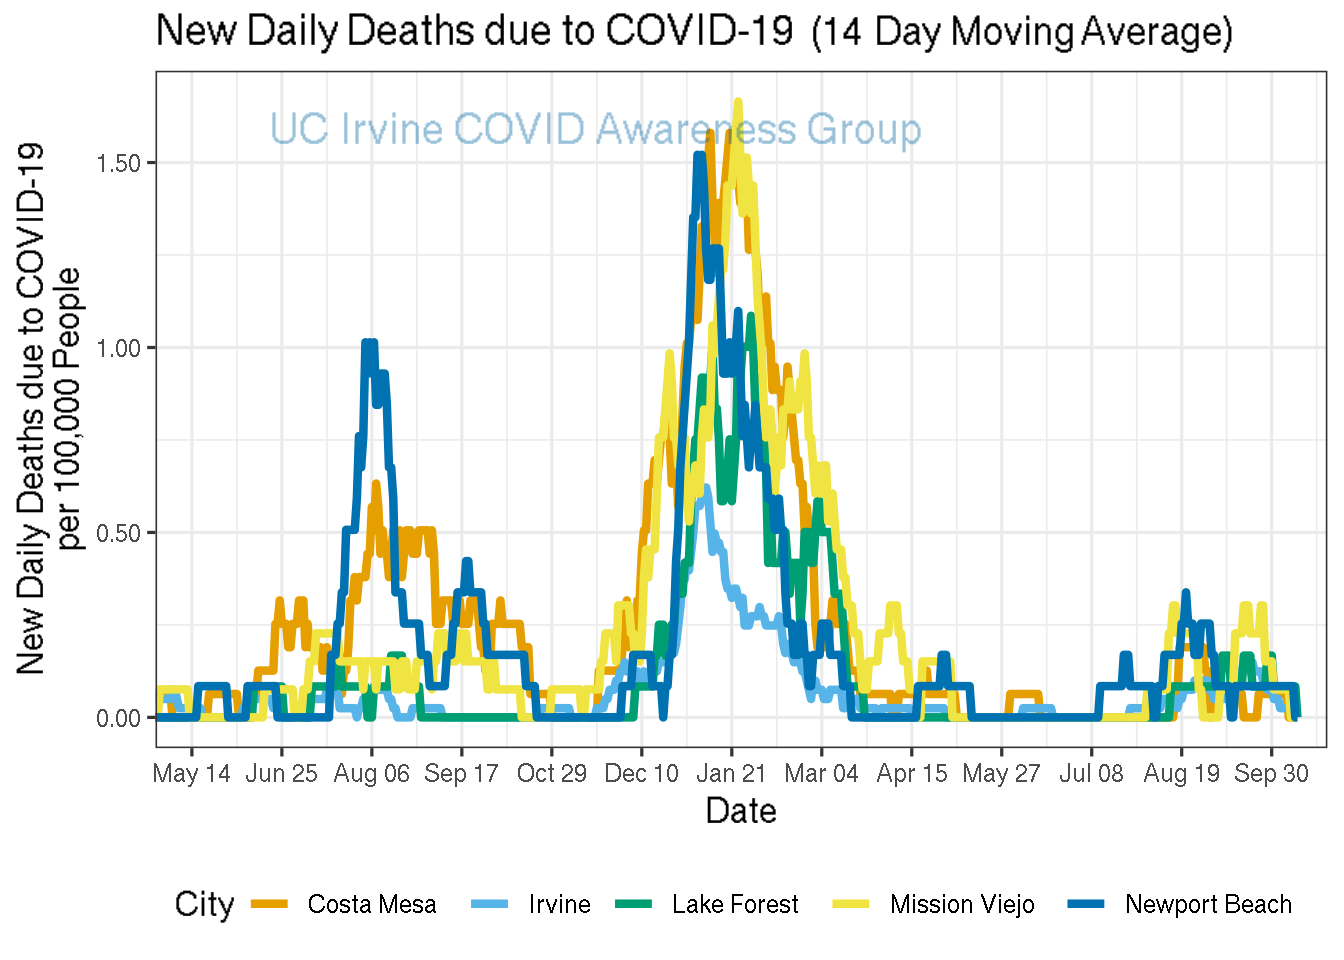 New Daily Deaths due to COVID-19 (14 Day Moving Average)
UC Irvine COVID Awareness Group
New Daily Deaths due to COVID-19
per 100,000 People
1.50
1.00
0.50
0.00
May 14 Jun 25 Aug 06 Sep 17 Oct 29 Dec 10 Jan 21 Mar 04 Apr 15 May 27 Jul 08 Aug 19 Sep 30
Date
City Costa Mesa Irvine Lake Forest Mission Viejo Newport Beach